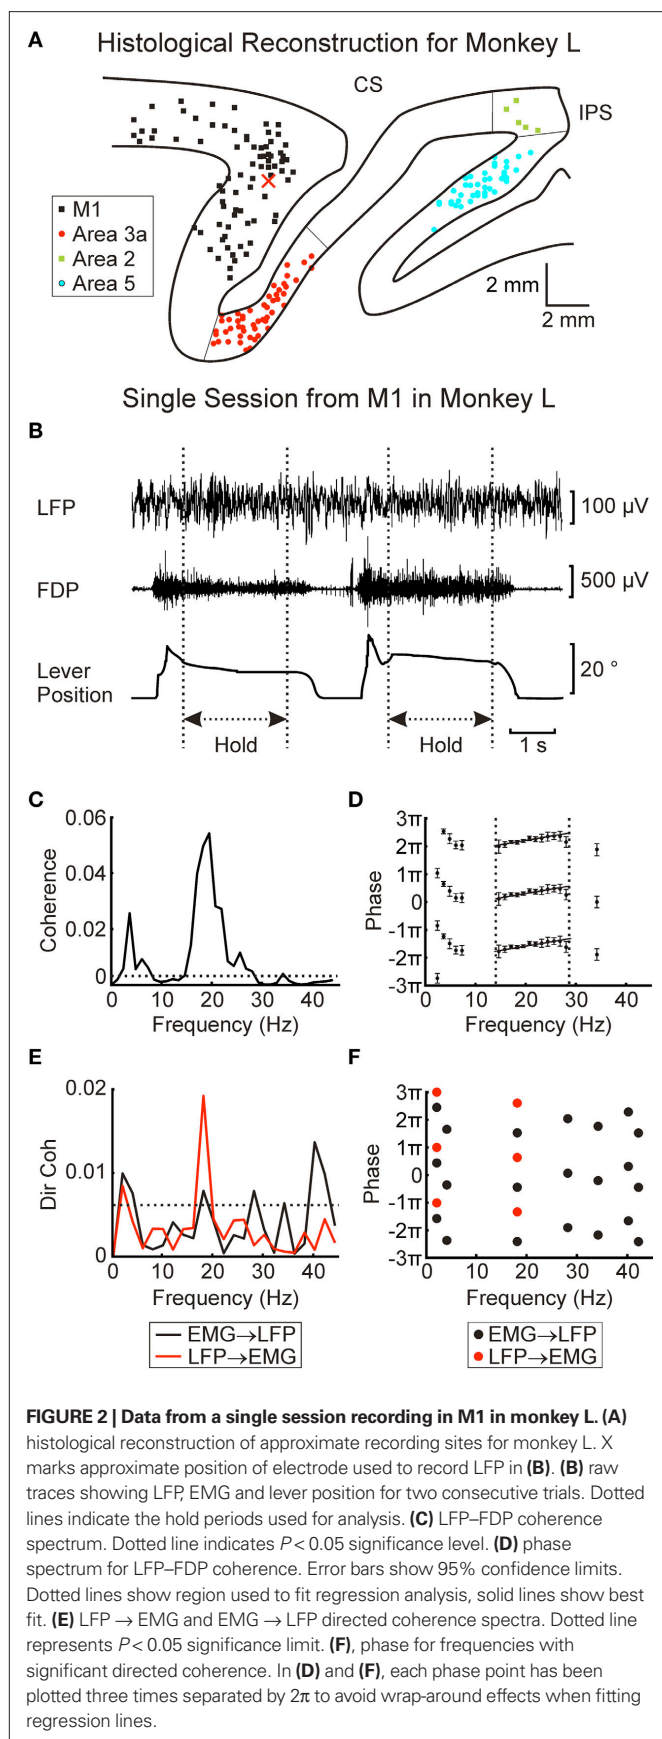 A
Histological Reconstruction for Monkey L
CS
IPS
M1
Area 3a
Area 2
Area 5
2 mm
2 mm
Single Session from M1 in Monkey L
B
LFP
100 µV
FDP
500 µV
Lever
Position
20 °
Hold
Hold
1 s
C
0.06
0.04
0.02
0
Coherence
0 10 20 30 40
Frequency (Hz)
D
3π
2π
1π
0
-1π
-2π
-3π
Phase
0 10 20 30 40
Frequency (Hz)
E
0.02
0.01
0
Dir Coh
0 10 20 30 40
Frequency (Hz)
EMG→LFP
LFP→EMG
F
3π
2π
1π
0
-1π
-2π
-3π
Phase
0 10 20 30 40
Frequency (Hz)
EMG→LFP
LFP→EMG
FIGURE 2 | Data from a single session recording in M1 in monkey L. (A)
histological reconstruction of approximate recording sites for monkey L. X
marks approximate position of electrode used to record LFP in (B). (B) raw
traces showing LFP, EMG and lever position for two consecutive trials. Dotted
lines indicate the hold periods used for analysis. (C) LFP–FDP coherence
spectrum. Dotted line indicates P < 0.05 significance level. (D) phase
spectrum for LFP–FDP coherence. Error bars show 95% confidence limits.
Dotted lines show region used to fit regression analysis, solid lines show best
fit. (E) LFP → EMG and EMG → LFP directed coherence spectra. Dotted line
represents P < 0.05 significance limit. (F), phase for frequencies with
significant directed coherence. In (D) and (F), each phase point has been
plotted three times separated by 2π to avoid wrap-around effects when fitting
regression lines.